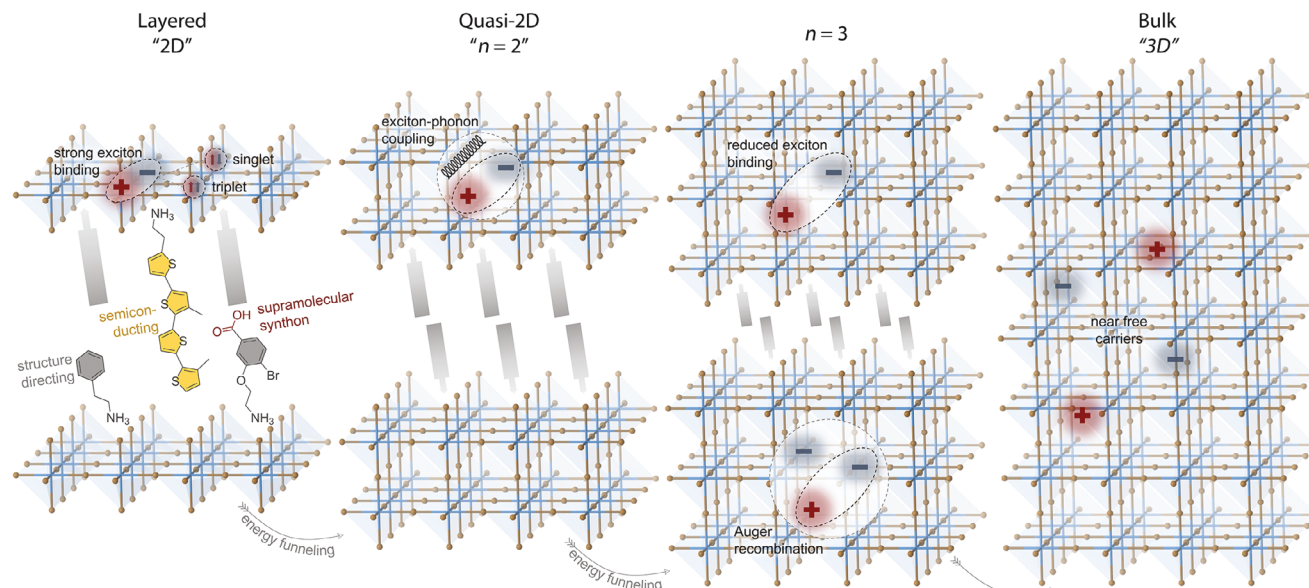 Layered
“2D”
Quasi-2D
“n = 2”
n = 3
Bulk
“3D”
strong exciton
binding
singlet
triplet
NH3
S
S
S
S
semicon-
ducting
OH
O
supramolecular
synthon
structure
directing
Br
O
NH3
NH3
energy funneling
exciton-phonon
coupling
energy funneling
reduced exciton
binding
Auger
recombination
near free
carriers